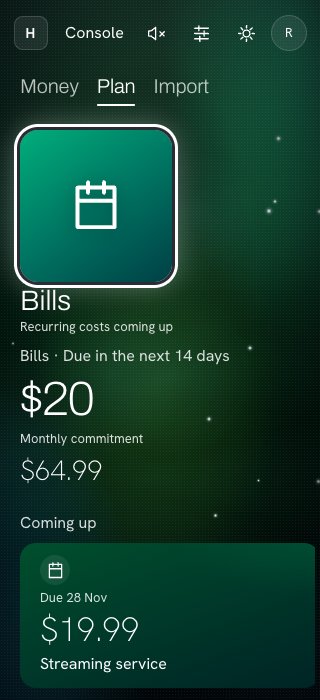 H Console R
Money Plan Import
Bills
Recurring costs coming up
Bills · Due in the next 14 days
$20
Monthly commitment
$64.99
Coming up
Due 28 Nov
$19.99
Streaming service